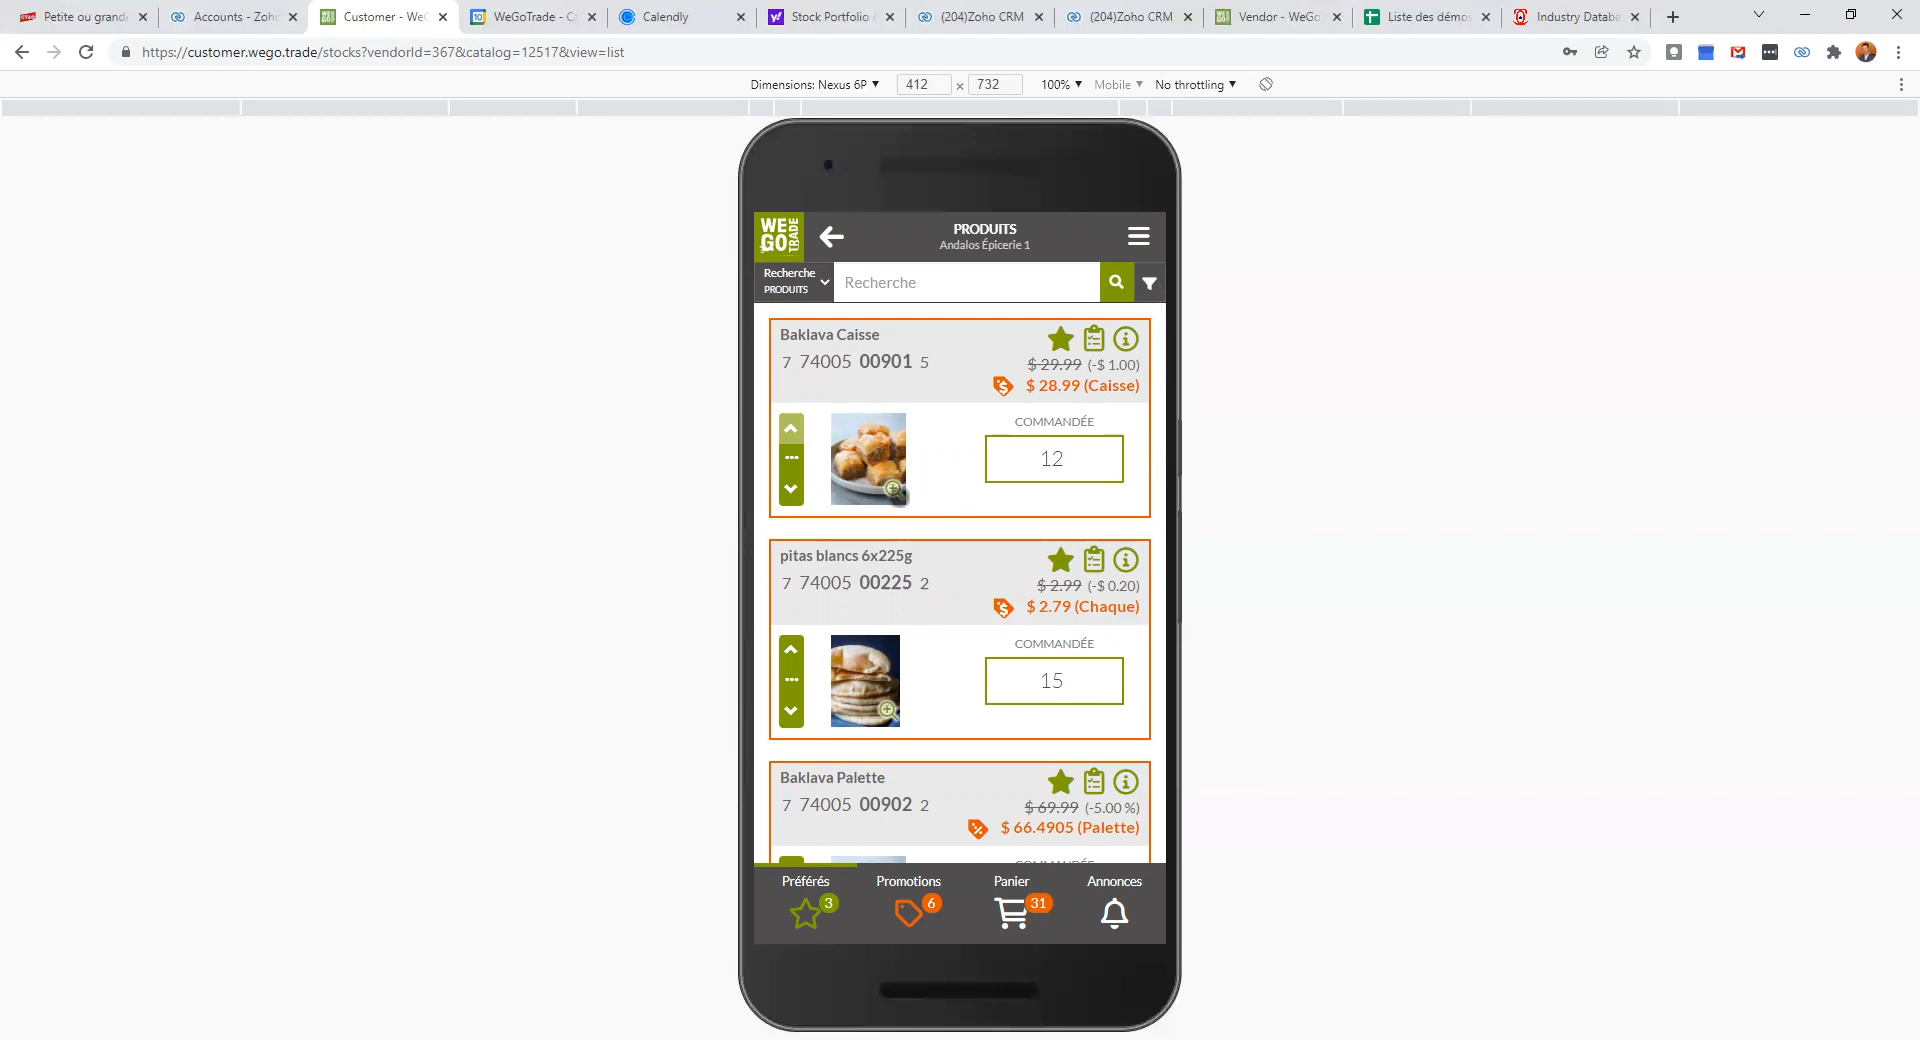 Petite ou grand
Accounts - Zoh
Customer - WeG
WeGoTrade - Ca
Calendly
Stock Portfolio
(204)Zoho CRM
(204)Zoho CRM
Vendor - WeGo
Liste des démos
Industry Databa
https://customer.wego.trade/stocks?vendorId=367&catalog=12517&view=list
Dimensions: Nexus 6P 412 × 732 100% Mobile No throttling
WE GO TRADE
PRODUITS
Andalos Épicerie 1
Recherche
PRODUITS
Recherche
Baklava Caisse
7 74005 00901 5
$ 29.99 (-$ 1.00)
$ 28.99 (Caisse)
COMMANDÉE
12
pitas blancs 6x225g
7 74005 00225 2
$ 2.99 (-$ 0.20)
$ 2.79 (Chaque)
COMMANDÉE
15
Baklava Palette
7 74005 00902 2
$ 69.99 (-5.00 %)
$ 66.4905 (Palette)
COMMANDÉE
Préférés Promotions Panier Annonces
3 6 31